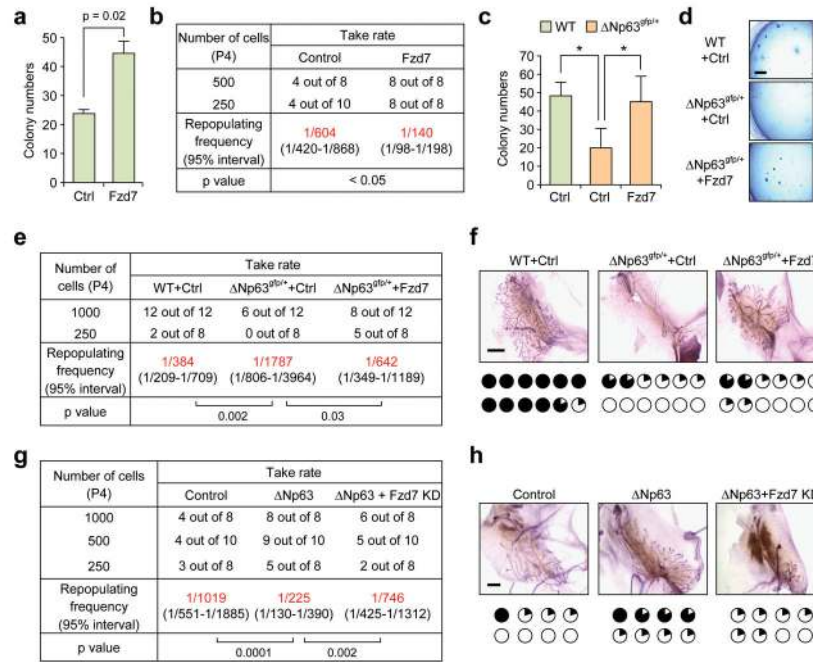 a
p = 0.02
Colony numbers
50
40
30
20
10
0
Ctrl
Fzd7
b
Number of cells
(P4)
Take rate
Control
Fzd7
500
4 out of 8
8 out of 8
250
4 out of 10
8 out of 8
Repopulating
frequency
(95% interval)
1/604
(1/420-1/868)
1/140
(1/98-1/198)
p value
< 0.05
c
WT
ΔNp63gfp/+
*
*
Colony numbers
70
60
50
40
30
20
10
0
Ctrl
Ctrl
Fzd7
d
WT
+Ctrl
ΔNp63gfp/+
+Ctrl
ΔNp63gfp/+
+Fzd7
e
Number of
cells (P4)
Take rate
WT+Ctrl
ΔNp63gfp/++Ctrl
ΔNp63gfp/++Fzd7
1000
12 out of 12
6 out of 12
8 out of 12
250
2 out of 8
0 out of 8
5 out of 8
Repopulating
frequency
(95% interval)
1/384
(1/209-1/709)
1/1787
(1/806-1/3964)
1/642
(1/349-1/1189)
p value
0.002
0.03
f
WT+Ctrl
ΔNp63gfp/++Ctrl
ΔNp63gfp/++Fzd7
g
Number of cells
(P4)
Take rate
Control
ΔNp63
ΔNp63 + Fzd7 KD
1000
4 out of 8
8 out of 8
6 out of 8
500
4 out of 10
9 out of 10
5 out of 10
250
3 out of 8
5 out of 8
2 out of 8
Repopulating
frequency
(95% interval)
1/1019
(1/551-1/1885)
1/225
(1/130-1/390)
1/746
(1/425-1/1312)
p value
0.0001
0.002
h
Control
ΔNp63
ΔNp63+Fzd7 KD